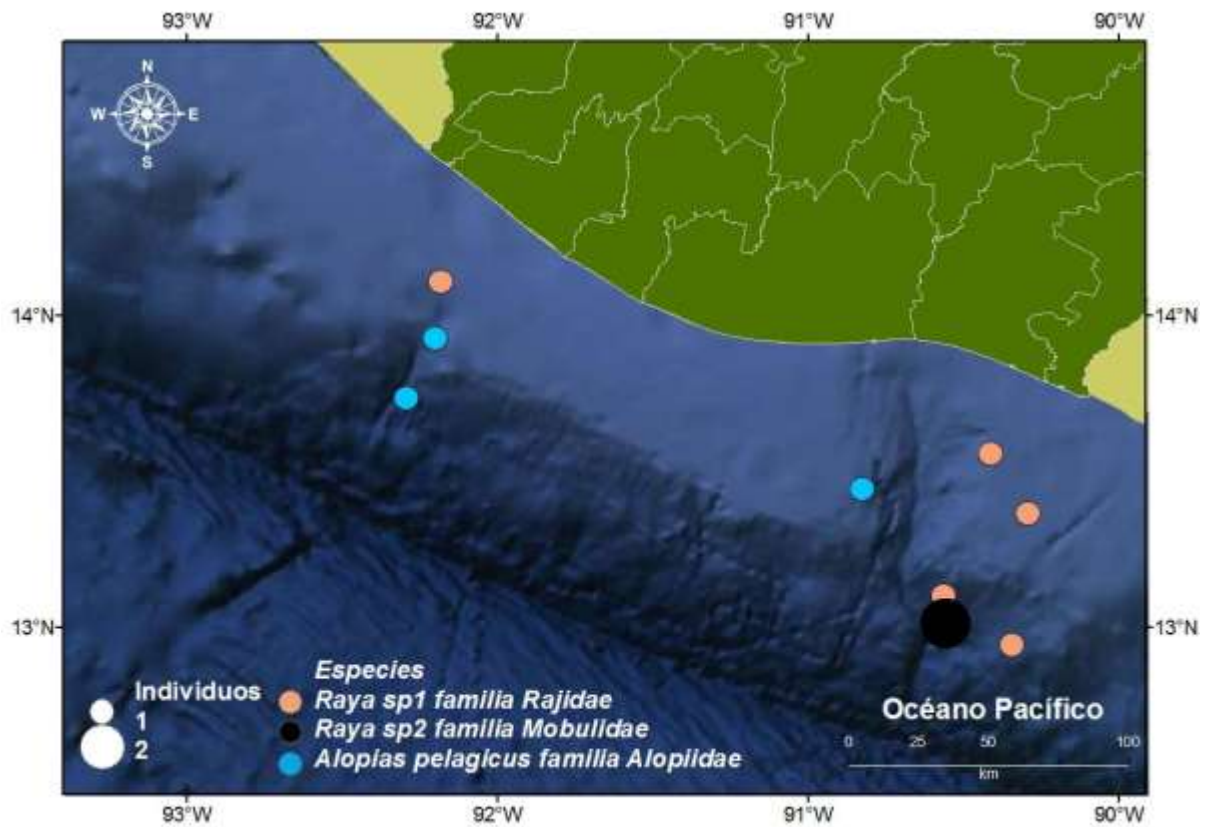 93°W 92°W 91°W 90°W
N
W E
S
14°N 14°N
13°N 13°N
Especies
Individuos
Raya sp1 familia Rajidae
1
Raya sp2 familia Mobulidae
2
Alopias pelagicus familia Alopiidae
Océano Pacífico
0 25 50 100
km
93°W 92°W 91°W 90°W